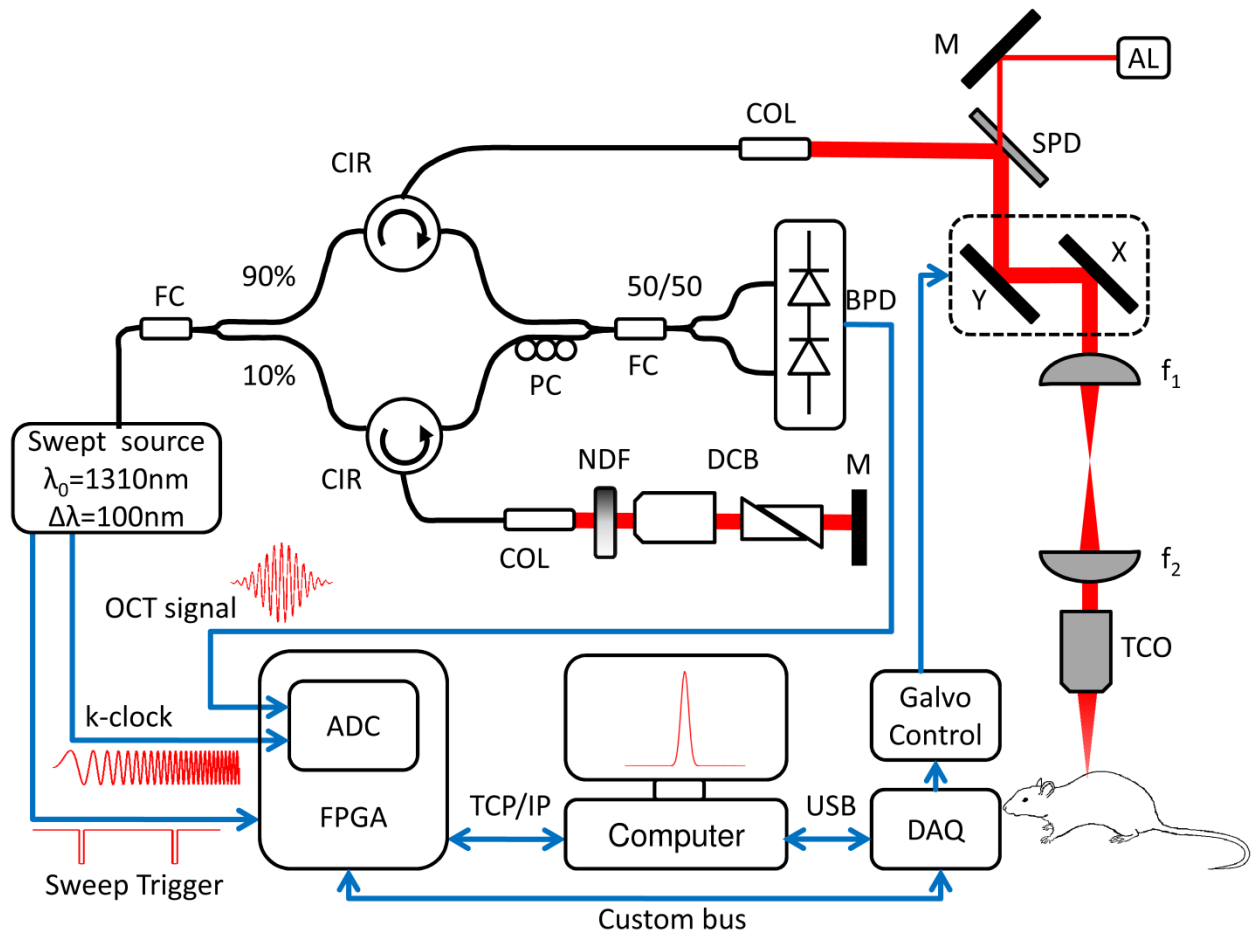 M
AL
COL
SPD
CIR
X
90%
50/50
FC
BPD
Y
10%
PC
FC
f₁
Swept source
λ₀=1310nm
Δλ=100nm
CIR
NDF
DCB
M
COL
f₂
OCT signal
TCO
k-clock
ADC
Galvo
Control
FPGA
TCP/IP
Computer
USB
DAQ
Sweep Trigger
Custom bus